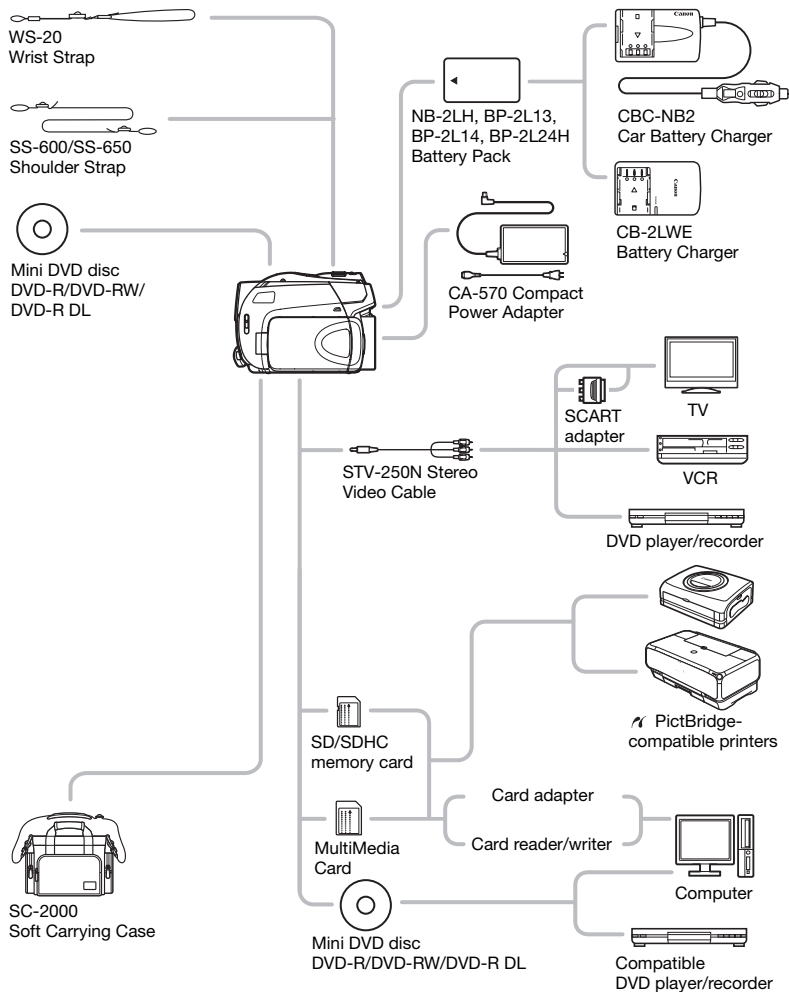 WS-20
Wrist Strap
SS-600/SS-650
Shoulder Strap
Mini DVD disc
DVD-R/DVD-RW/
DVD-R DL
NB-2LH, BP-2L13,
BP-2L14, BP-2L24H
Battery Pack
Canon
CBC-NB2
Car Battery Charger
Canon
CB-2LWE
Battery Charger
CA-570 Compact
Power Adapter
SCART
adapter
TV
STV-250N Stereo
Video Cable
VCR
DVD player/recorder
PictBridge-
compatible printers
SD/SDHC
memory card
Card adapter
Card reader/writer
MultiMedia
Card
Computer
SC-2000
Soft Carrying Case
Mini DVD disc
DVD-R/DVD-RW/DVD-R DL
Compatible
DVD player/recorder